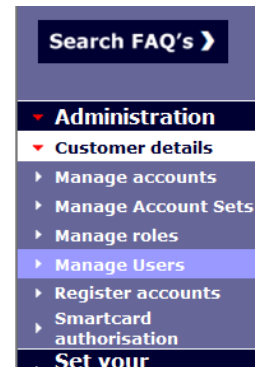 Search FAQ's ❯
Administration
Customer details
Manage accounts
Manage Account Sets
Manage roles
Manage Users
Register accounts
Smartcard
authorisation
Set your